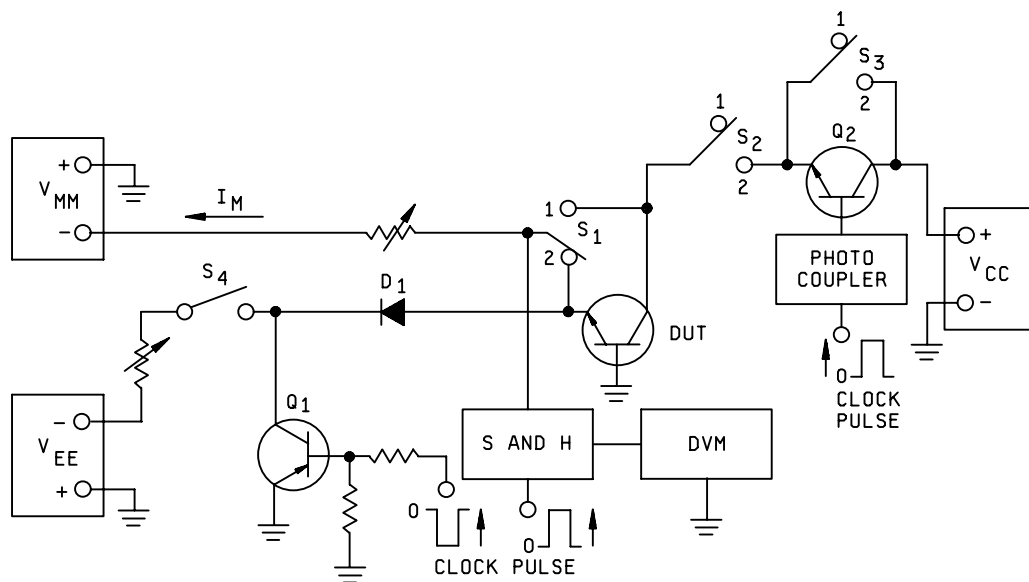 1
S3
2
1
S2
2
Q2
+
VMM
-
IM
1
S1
2
PHOTO
COUPLER
+
VCC
-
S4
D1
DUT
0
CLOCK
PULSE
-
VEE
+
Q1
S AND H
DVM
0
0
CLOCK PULSE